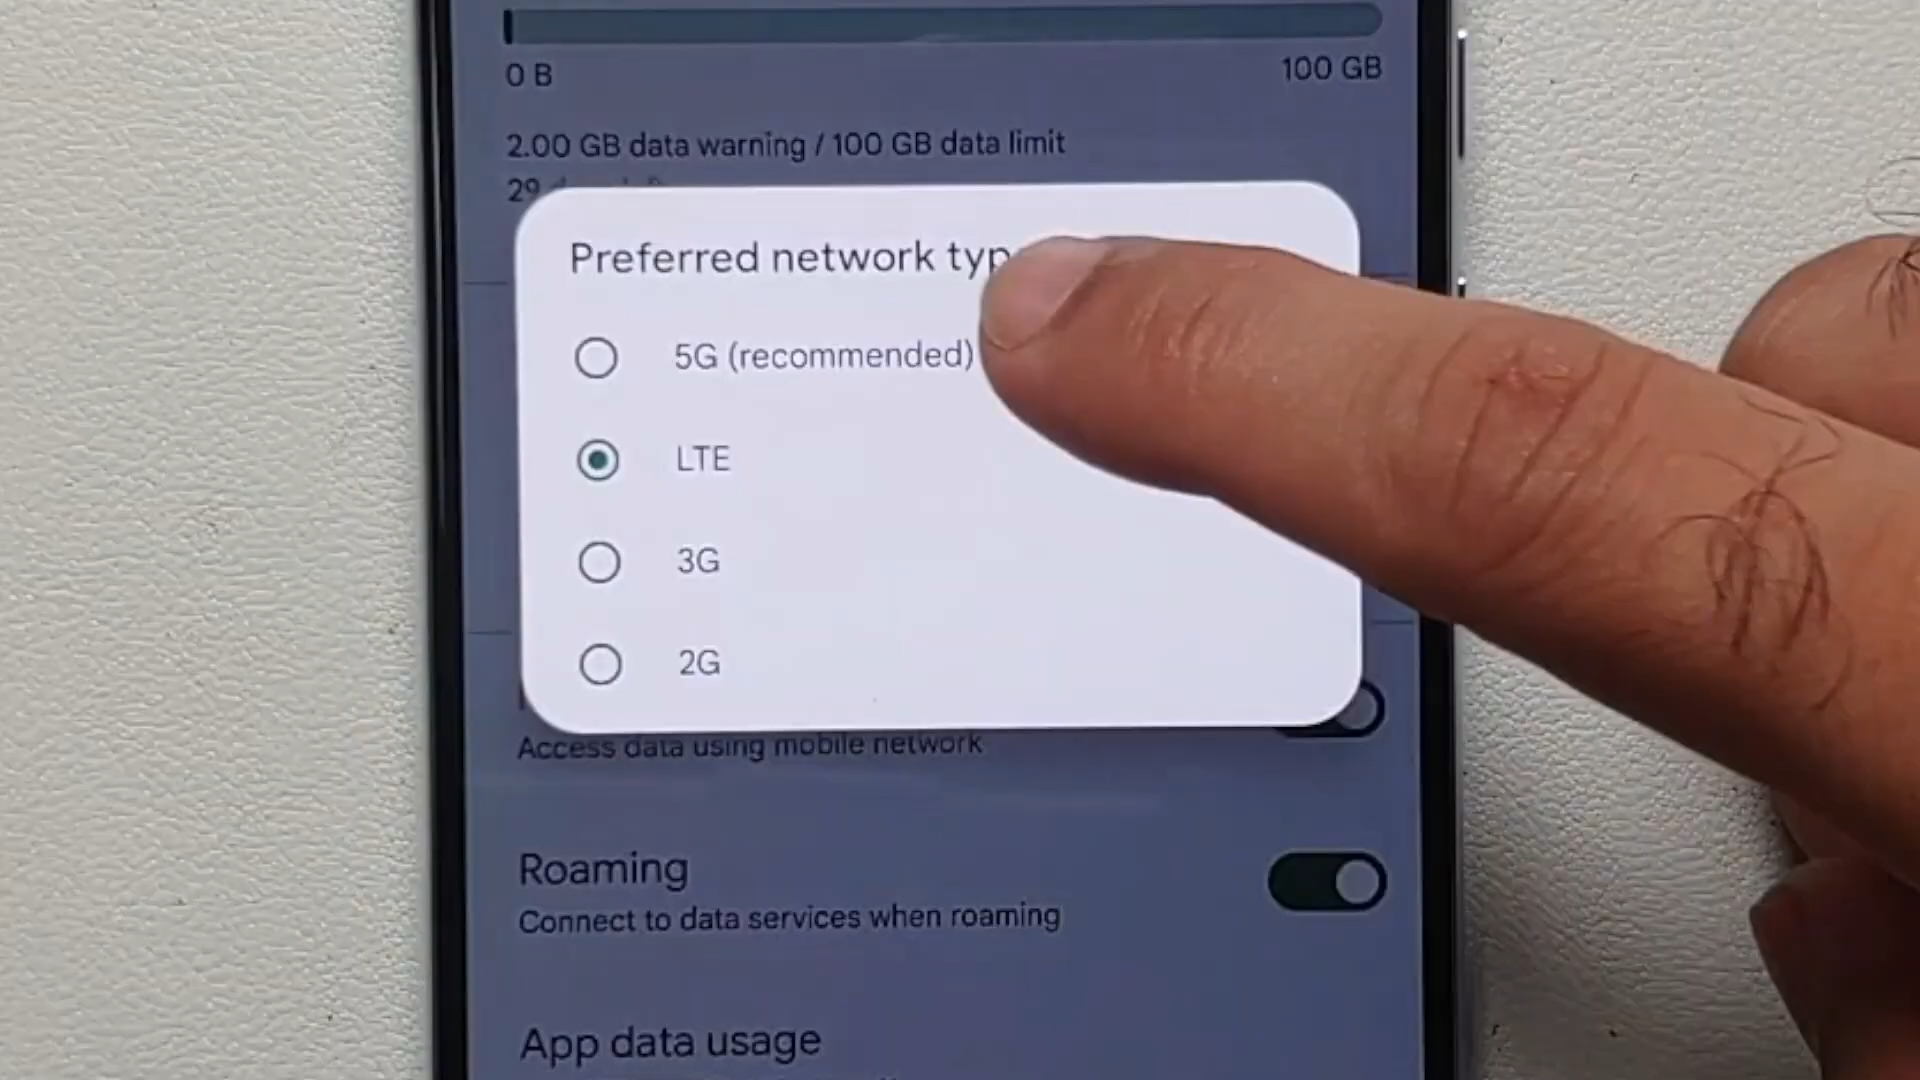 0 B
100 GB
2.00 GB data warning / 100 GB data limit
29
Preferred network typ
5G (recommended)
LTE
3G
2G
Access data using mobile network
Roaming
Connect to data services when roaming
App data usage